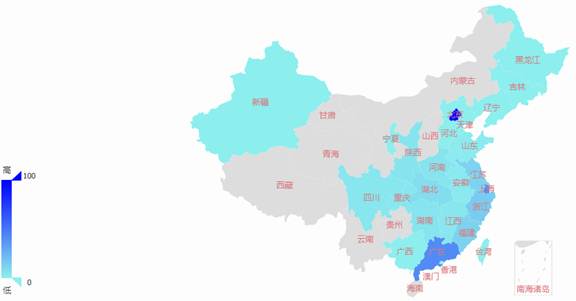 黑龙江
吉林
内蒙古
新疆
辽宁
甘肃
天津
河北
宁夏
山西
山东
青海
陕西
河南
高
100
江苏
西藏
安徽
上海
四川
重庆
湖北
浙江
湖南
江西
贵州
福建
云南
广西
台湾
香港
澳门
0
低
海南
南海诸岛